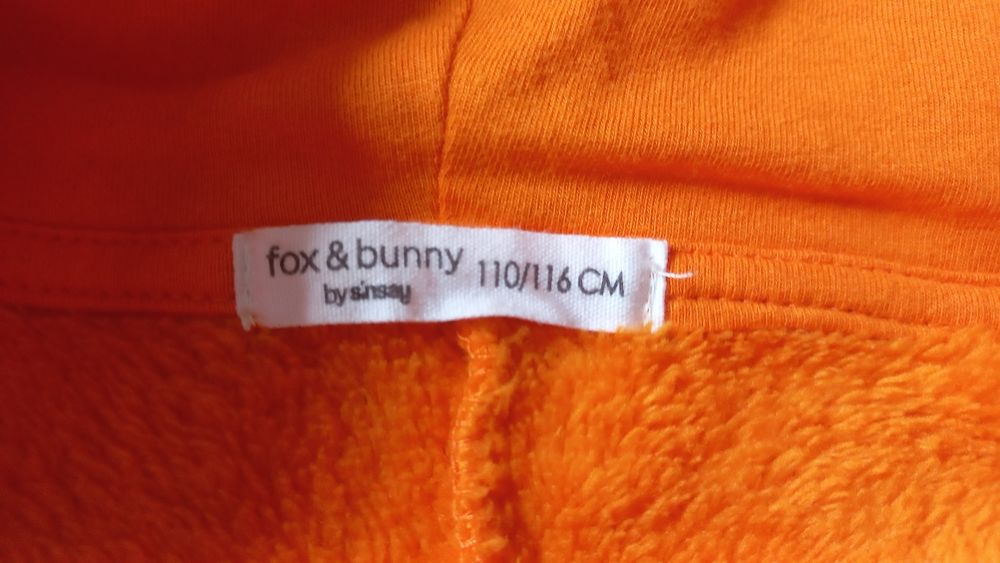 fox & bunny
by sinsay
110/116 CM